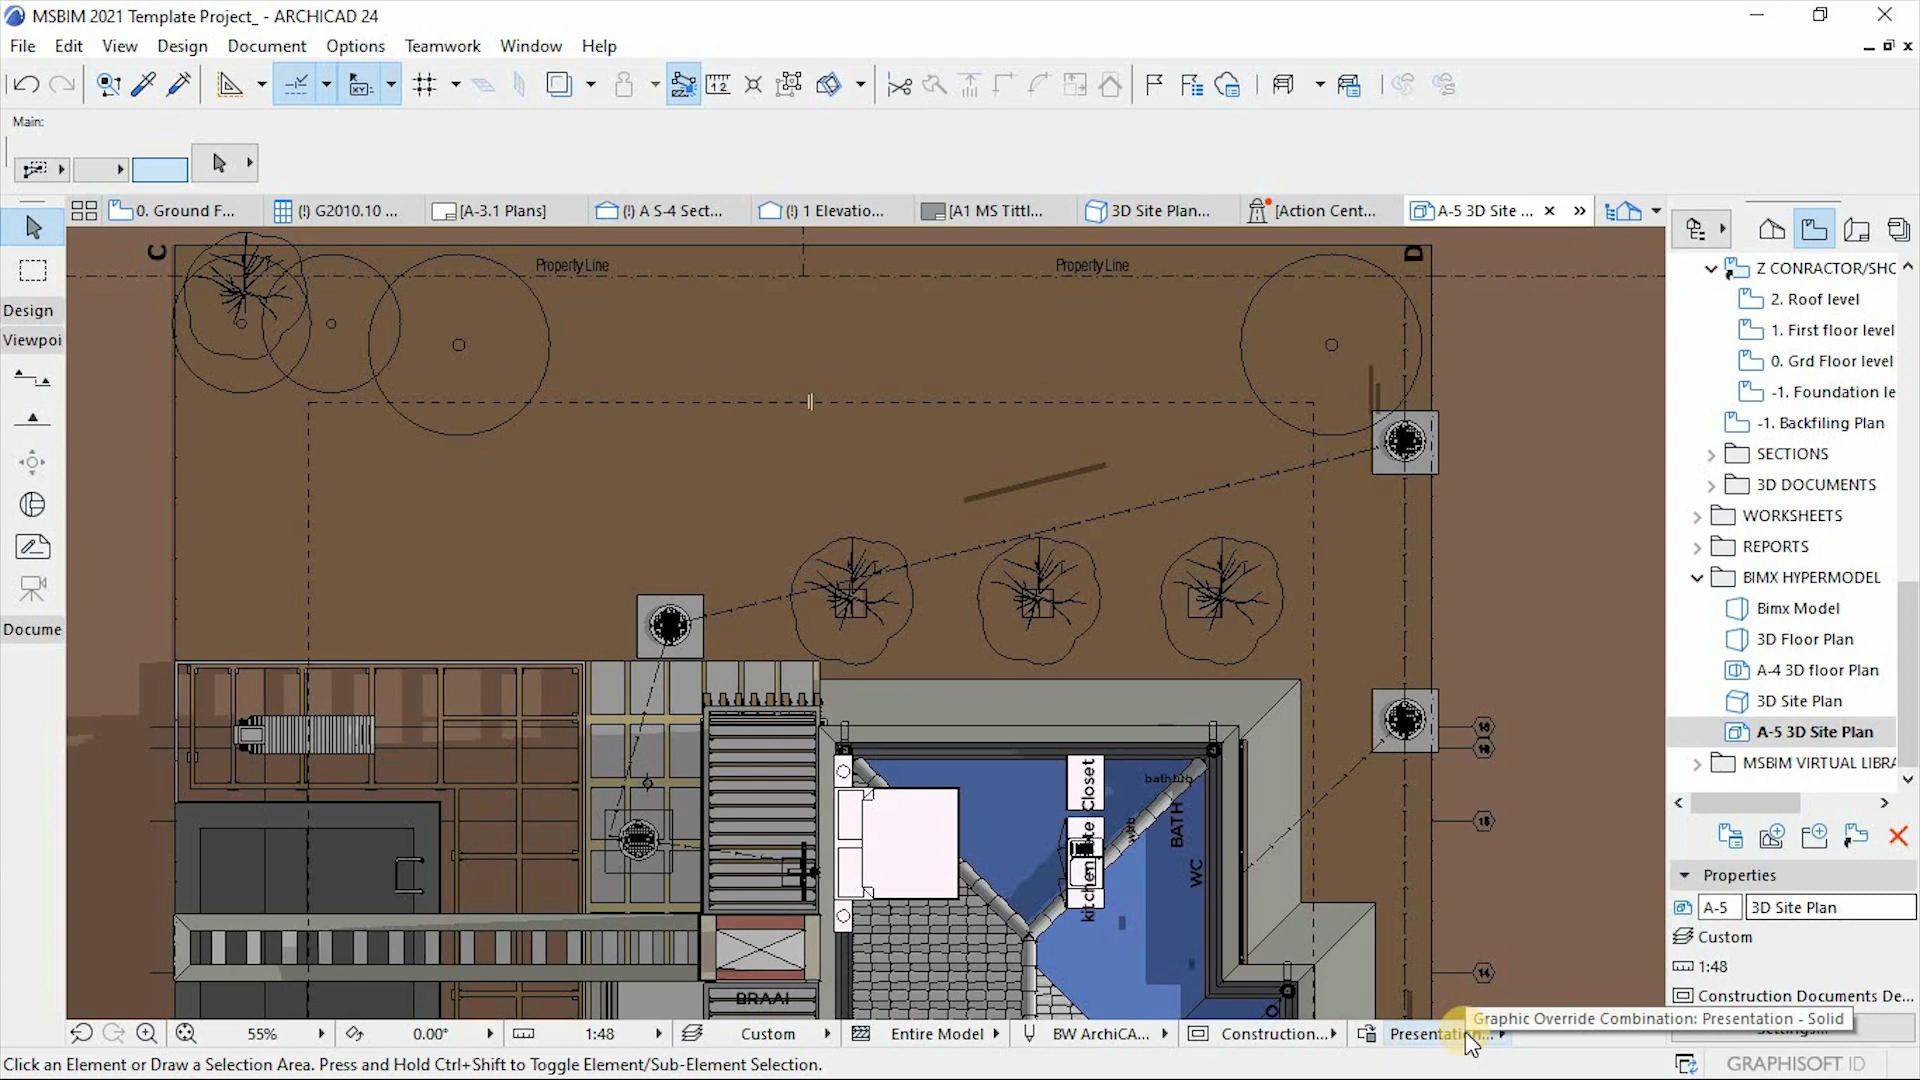 MSBIM 2021 Template Project_ - ARCHICAD 24
File Edit View Design Document Options Teamwork Window Help
Main:
0. Ground F... (!) G2010.10 ... [A-3.1 Plans] (!) A S-4 Sect... (!) 1 Elevatio... [A1 MS Tittl... 3D Site Plan... [Action Cent... A-5 3D Site ...
Design
Viewpoi
Docume
C
D
Property Line
Property Line
Closet
bathtub
BATH
WC
BRAAI
15
14
Z CONRACTOR/SHC
2. Roof level
1. First floor level
0. Grd Floor level
-1. Foundation le
-1. Backfiling Plan
SECTIONS
3D DOCUMENTS
WORKSHEETS
REPORTS
BIMX HYPERMODEL
Bimx Model
3D Floor Plan
A-4 3D floor Plan
3D Site Plan
A-5 3D Site Plan
MSBIM VIRTUAL LIBRA
Properties
A-5 3D Site Plan
Custom
1:48
Construction Documents De...
Graphic Override Combination: Presentation - Solid
55% 0.00° 1:48 Custom Entire Model BW ArchiCA... Construction...
Click an Element or Draw a Selection Area. Press and Hold Ctrl+Shift to Toggle Element/Sub-Element Selection.
GRAPHISOFT ID